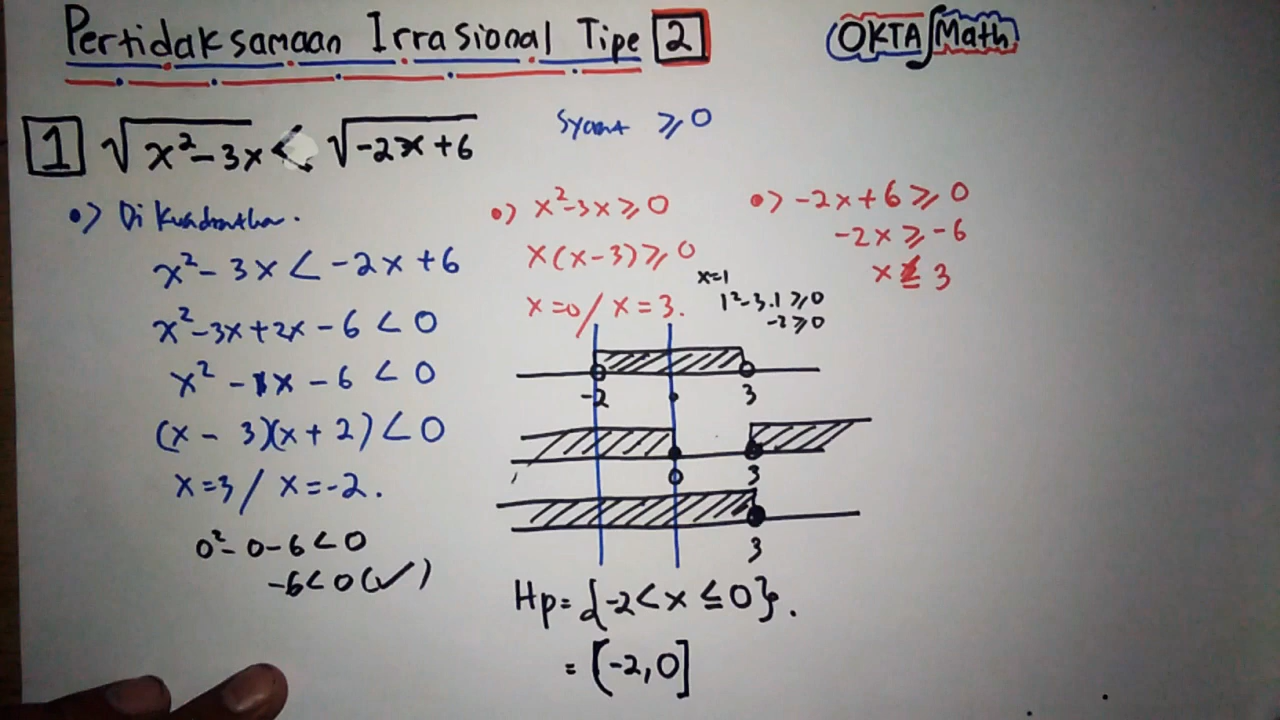 Pertidaksamaan Irrasional Tipe 2
OKTA Math
1 √x²-3x < √-2x+6
Syarat ≥ 0
•> Di Kuadratkan.
x²-3x < -2x+6
x²-3x+2x-6 < 0
x²-1x-6 < 0
(x-3)(x+2) < 0
x=3 / x=-2.
0²-0-6 < 0
-6 < 0 (✓)
•> x²-3x ≥ 0
x(x-3) ≥ 0
x=0 / x=3.
x=1
1²-3.1 ≥ 0
-2 ≥ 0
•> -2x+6 ≥ 0
-2x ≥ -6
x ≤ 3
-2 3
0 3
3
Hp = {-2 < x ≤ 0}.
= (-2, 0]